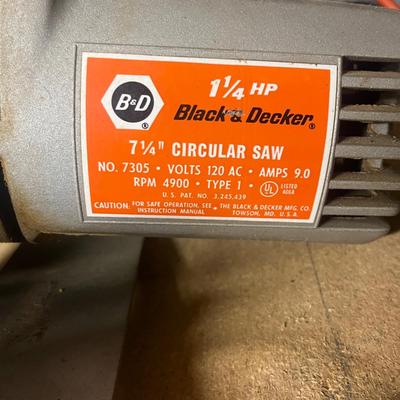 1¼ HP
B&D ®
Black & Decker®
7¼" CIRCULAR SAW
NO. 7305 • VOLTS 120 AC • AMPS 9.0
RPM 4900 • TYPE 1 • UL LISTED 406A
U.S. PAT. NO. 3,245,439
CAUTION: FOR SAFE OPERATION, SEE INSTRUCTION MANUAL • THE BLACK & DECKER MFG. CO. TOWSON, MD. U.S.A.